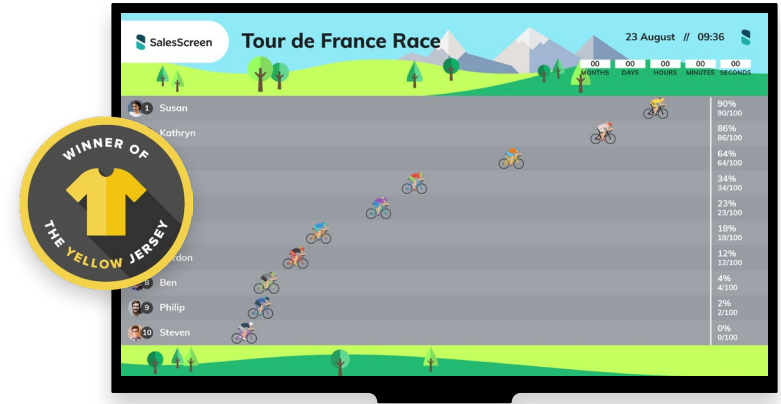 SalesScreen
Tour de France Race
23 August // 09:36
00 00 00 00 00
MONTHS DAYS HOURS MINUTES SECONDS
1 Susan 90%
90/100
Kathryn 86%
86/100
64%
64/100
34%
34/100
23%
23/100
18%
18/100
12%
12/100
8 Ben 4%
4/100
9 Philip 2%
2/100
10 Steven 0%
0/100
WINNER OF
THE YELLOW JERSEY